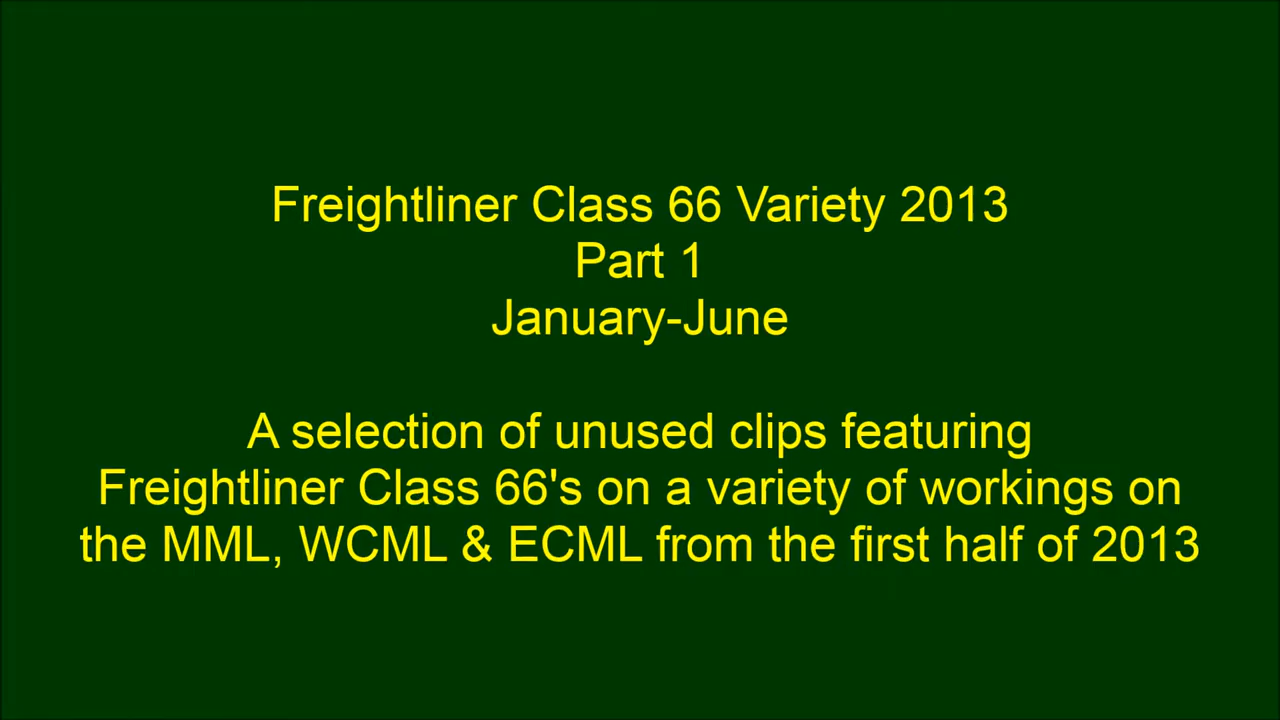 Freightliner Class 66 Variety 2013
Part 1
January-June
A selection of unused clips featuring
Freightliner Class 66's on a variety of workings on
the MML, WCML & ECML from the first half of 2013